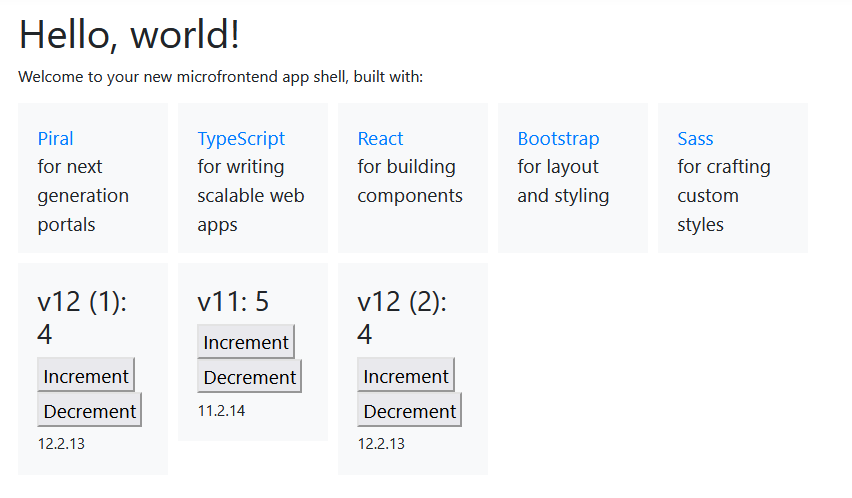 Hello, world!
Welcome to your new microfrontend app shell, built with:
Piral
for next
generation
portals
TypeScript
for writing
scalable web
apps
React
for building
components
Bootstrap
for layout
and styling
Sass
for crafting
custom
styles
v12 (1):
4
Increment
Decrement
12.2.13
v11: 5
Increment
Decrement
11.2.14
v12 (2):
4
Increment
Decrement
12.2.13